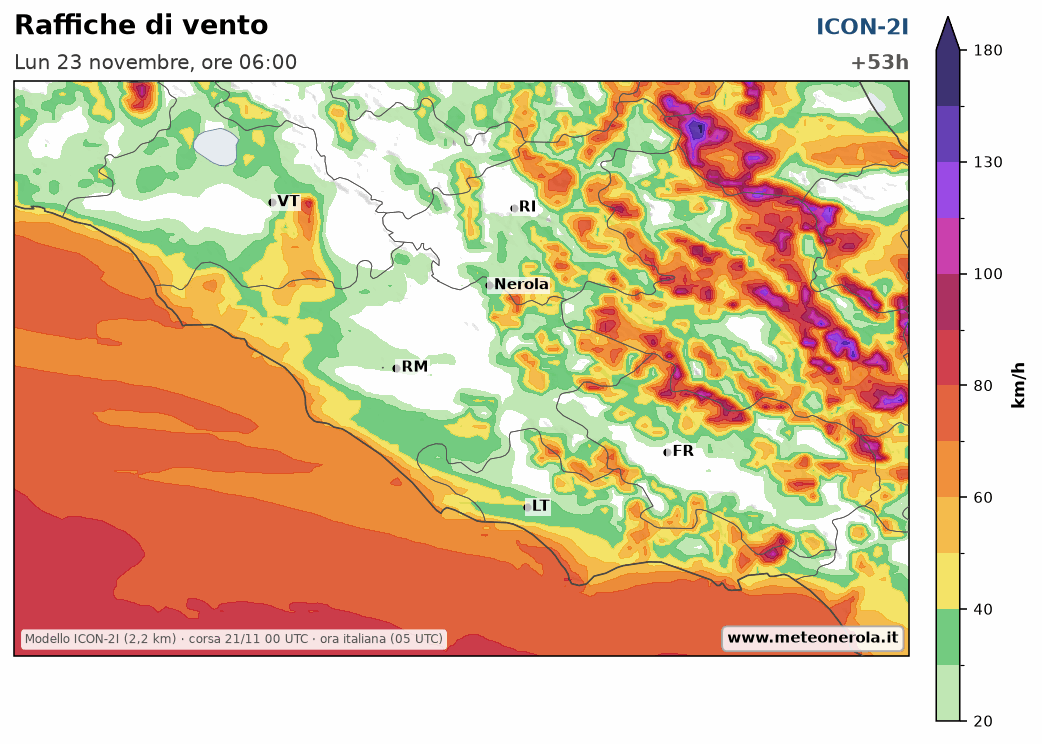 Raffiche di vento
ICON-2I
Lun 23 novembre, ore 06:00
+53h
VT
RI
Nerola
RM
FR
LT
Modello ICON-2I (2,2 km) · corsa 21/11 00 UTC · ora italiana (05 UTC)
www.meteonerola.it
180
130
100
80
60
40
20
km/h